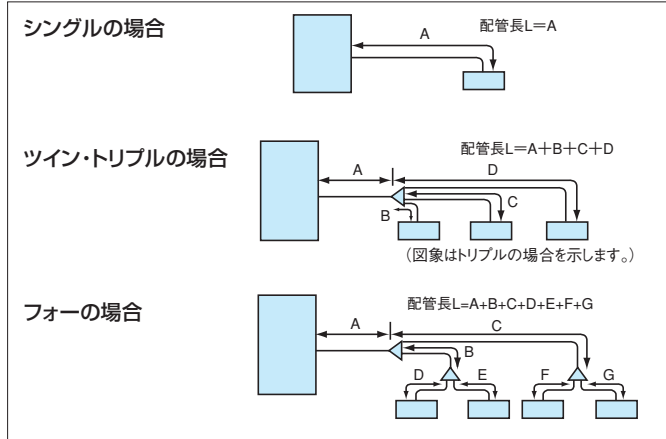 シングルの場合
配管長L=A
A
ツイン・トリプルの場合
配管長L=A+B+C+D
A
D
C
B
（図象はトリプルの場合を示します。）
フォーの場合
配管長L=A+B+C+D+E+F+G
A
C
B
D
E
F
G